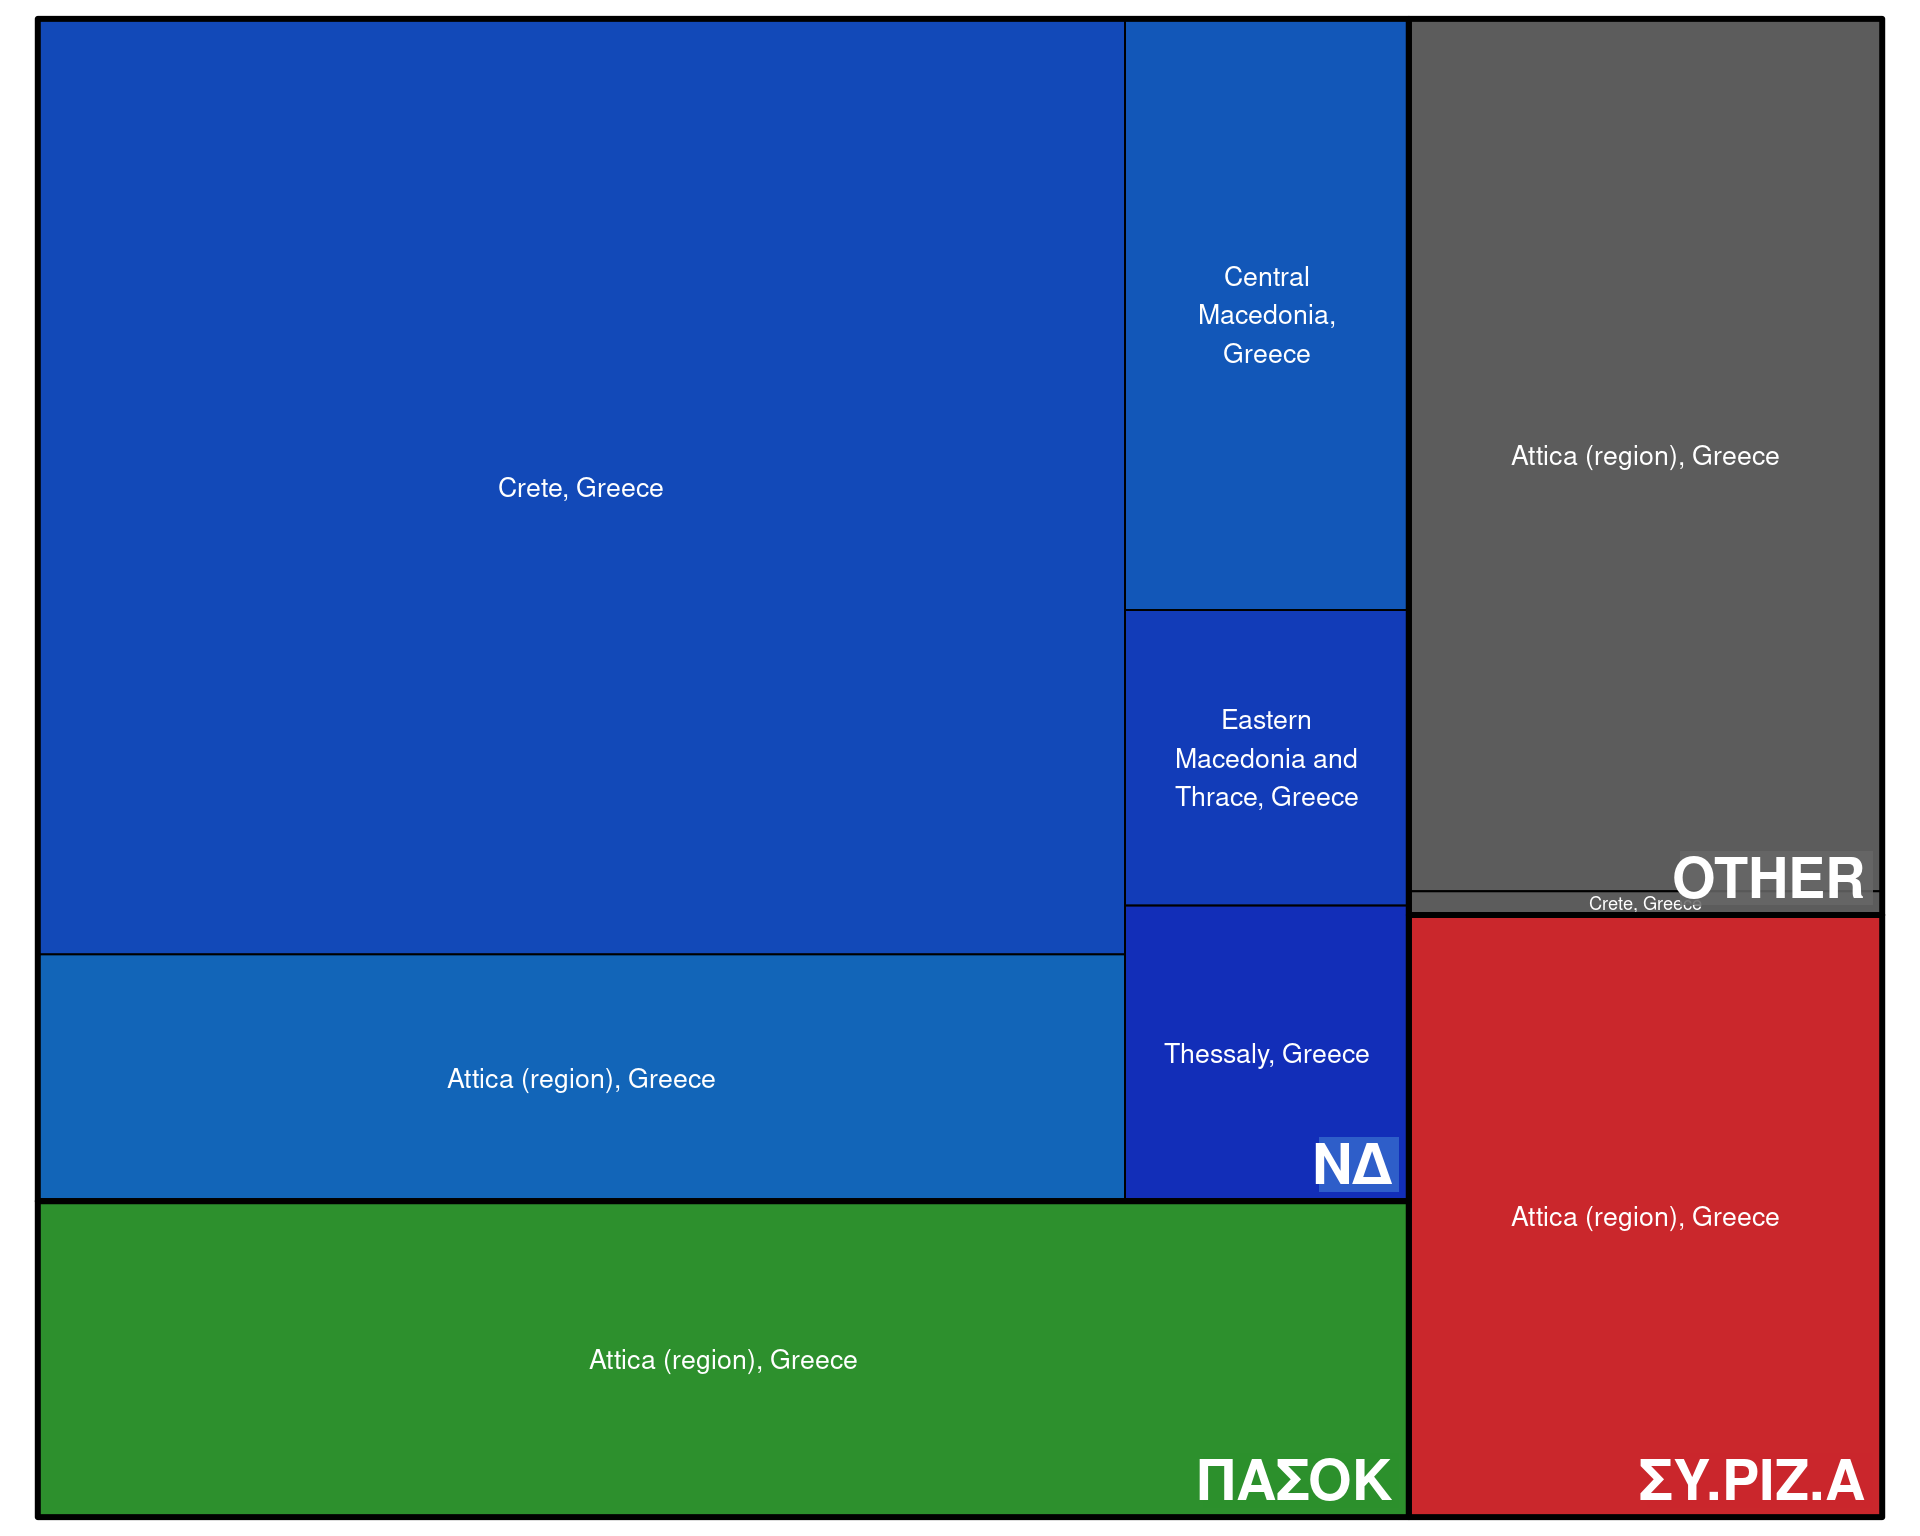 Crete, Greece
Central
Macedonia,
Greece
Eastern
Macedonia and
Thrace, Greece
Attica (region), Greece
Thessaly, Greece
ΝΔ
Attica (region), Greece
OTHER
Crete, Greece
Attica (region), Greece
ΠΑΣΟΚ
Attica (region), Greece
ΣΥ.ΡΙΖ.Α